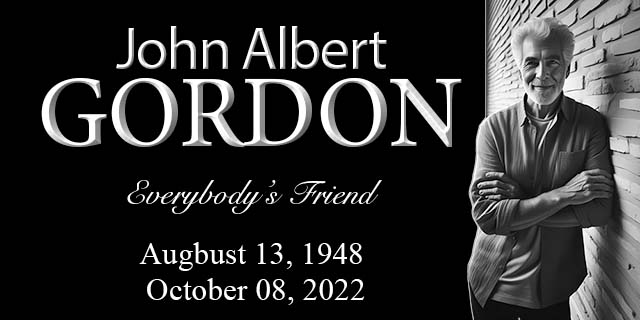 John Albert
GORDON
Everybody's Friend
Augbust 13, 1948
October 08, 2022